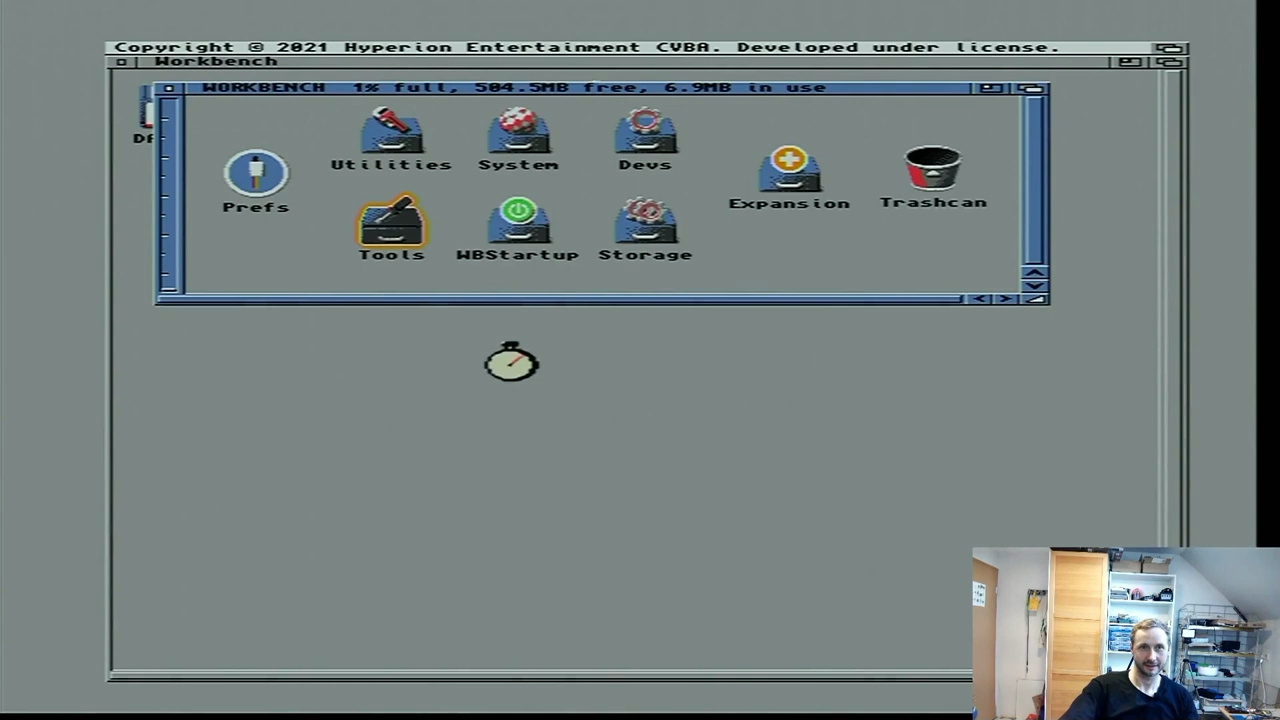 Copyright © 2021 Hyperion Entertainment CVBA. Developed under license.
Workbench
WORKBENCH 1% full, 504.5MB free, 6.9MB in use
Utilities System Devs
Prefs Expansion Trashcan
Tools WBStartup Storage